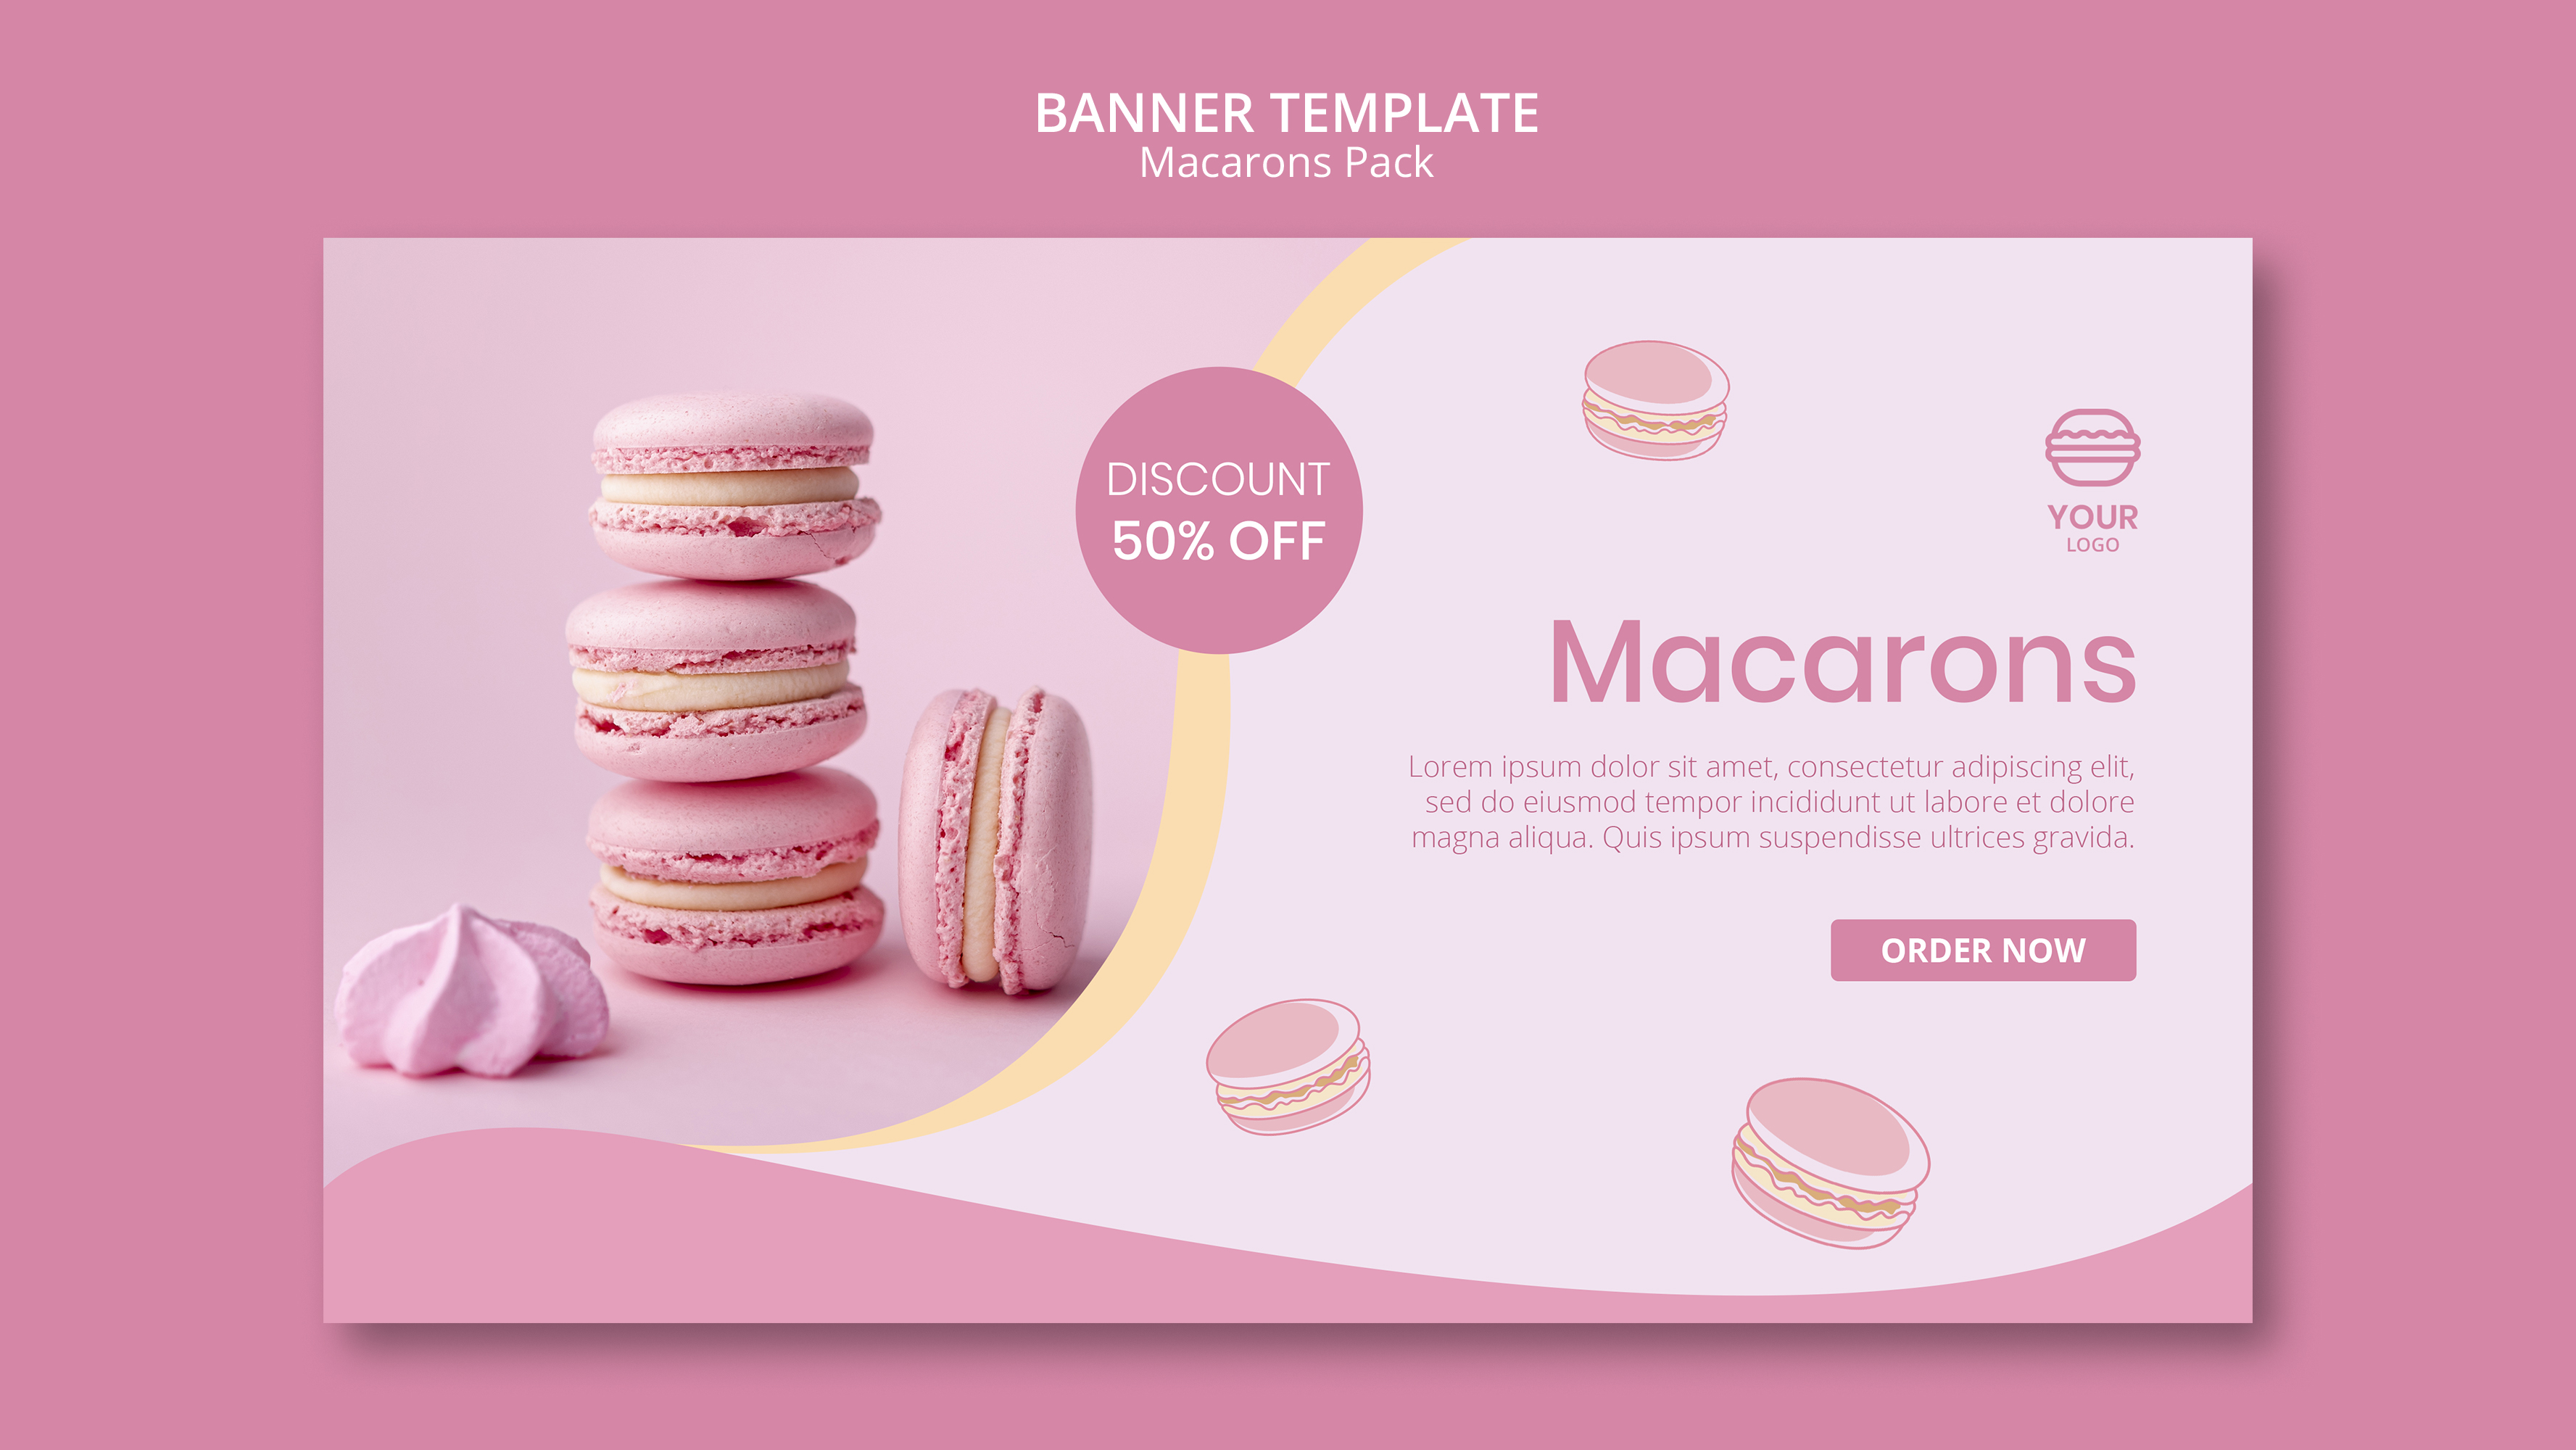 BANNER TEMPLATE
Macarons Pack
DISCOUNT
50% OFF
YOUR
LOGO
Macarons
Lorem ipsum dolor sit amet, consectetur adipiscing elit,
sed do eiusmod tempor incididunt ut labore et dolore
magna aliqua. Quis ipsum suspendisse ultrices gravida.
ORDER NOW